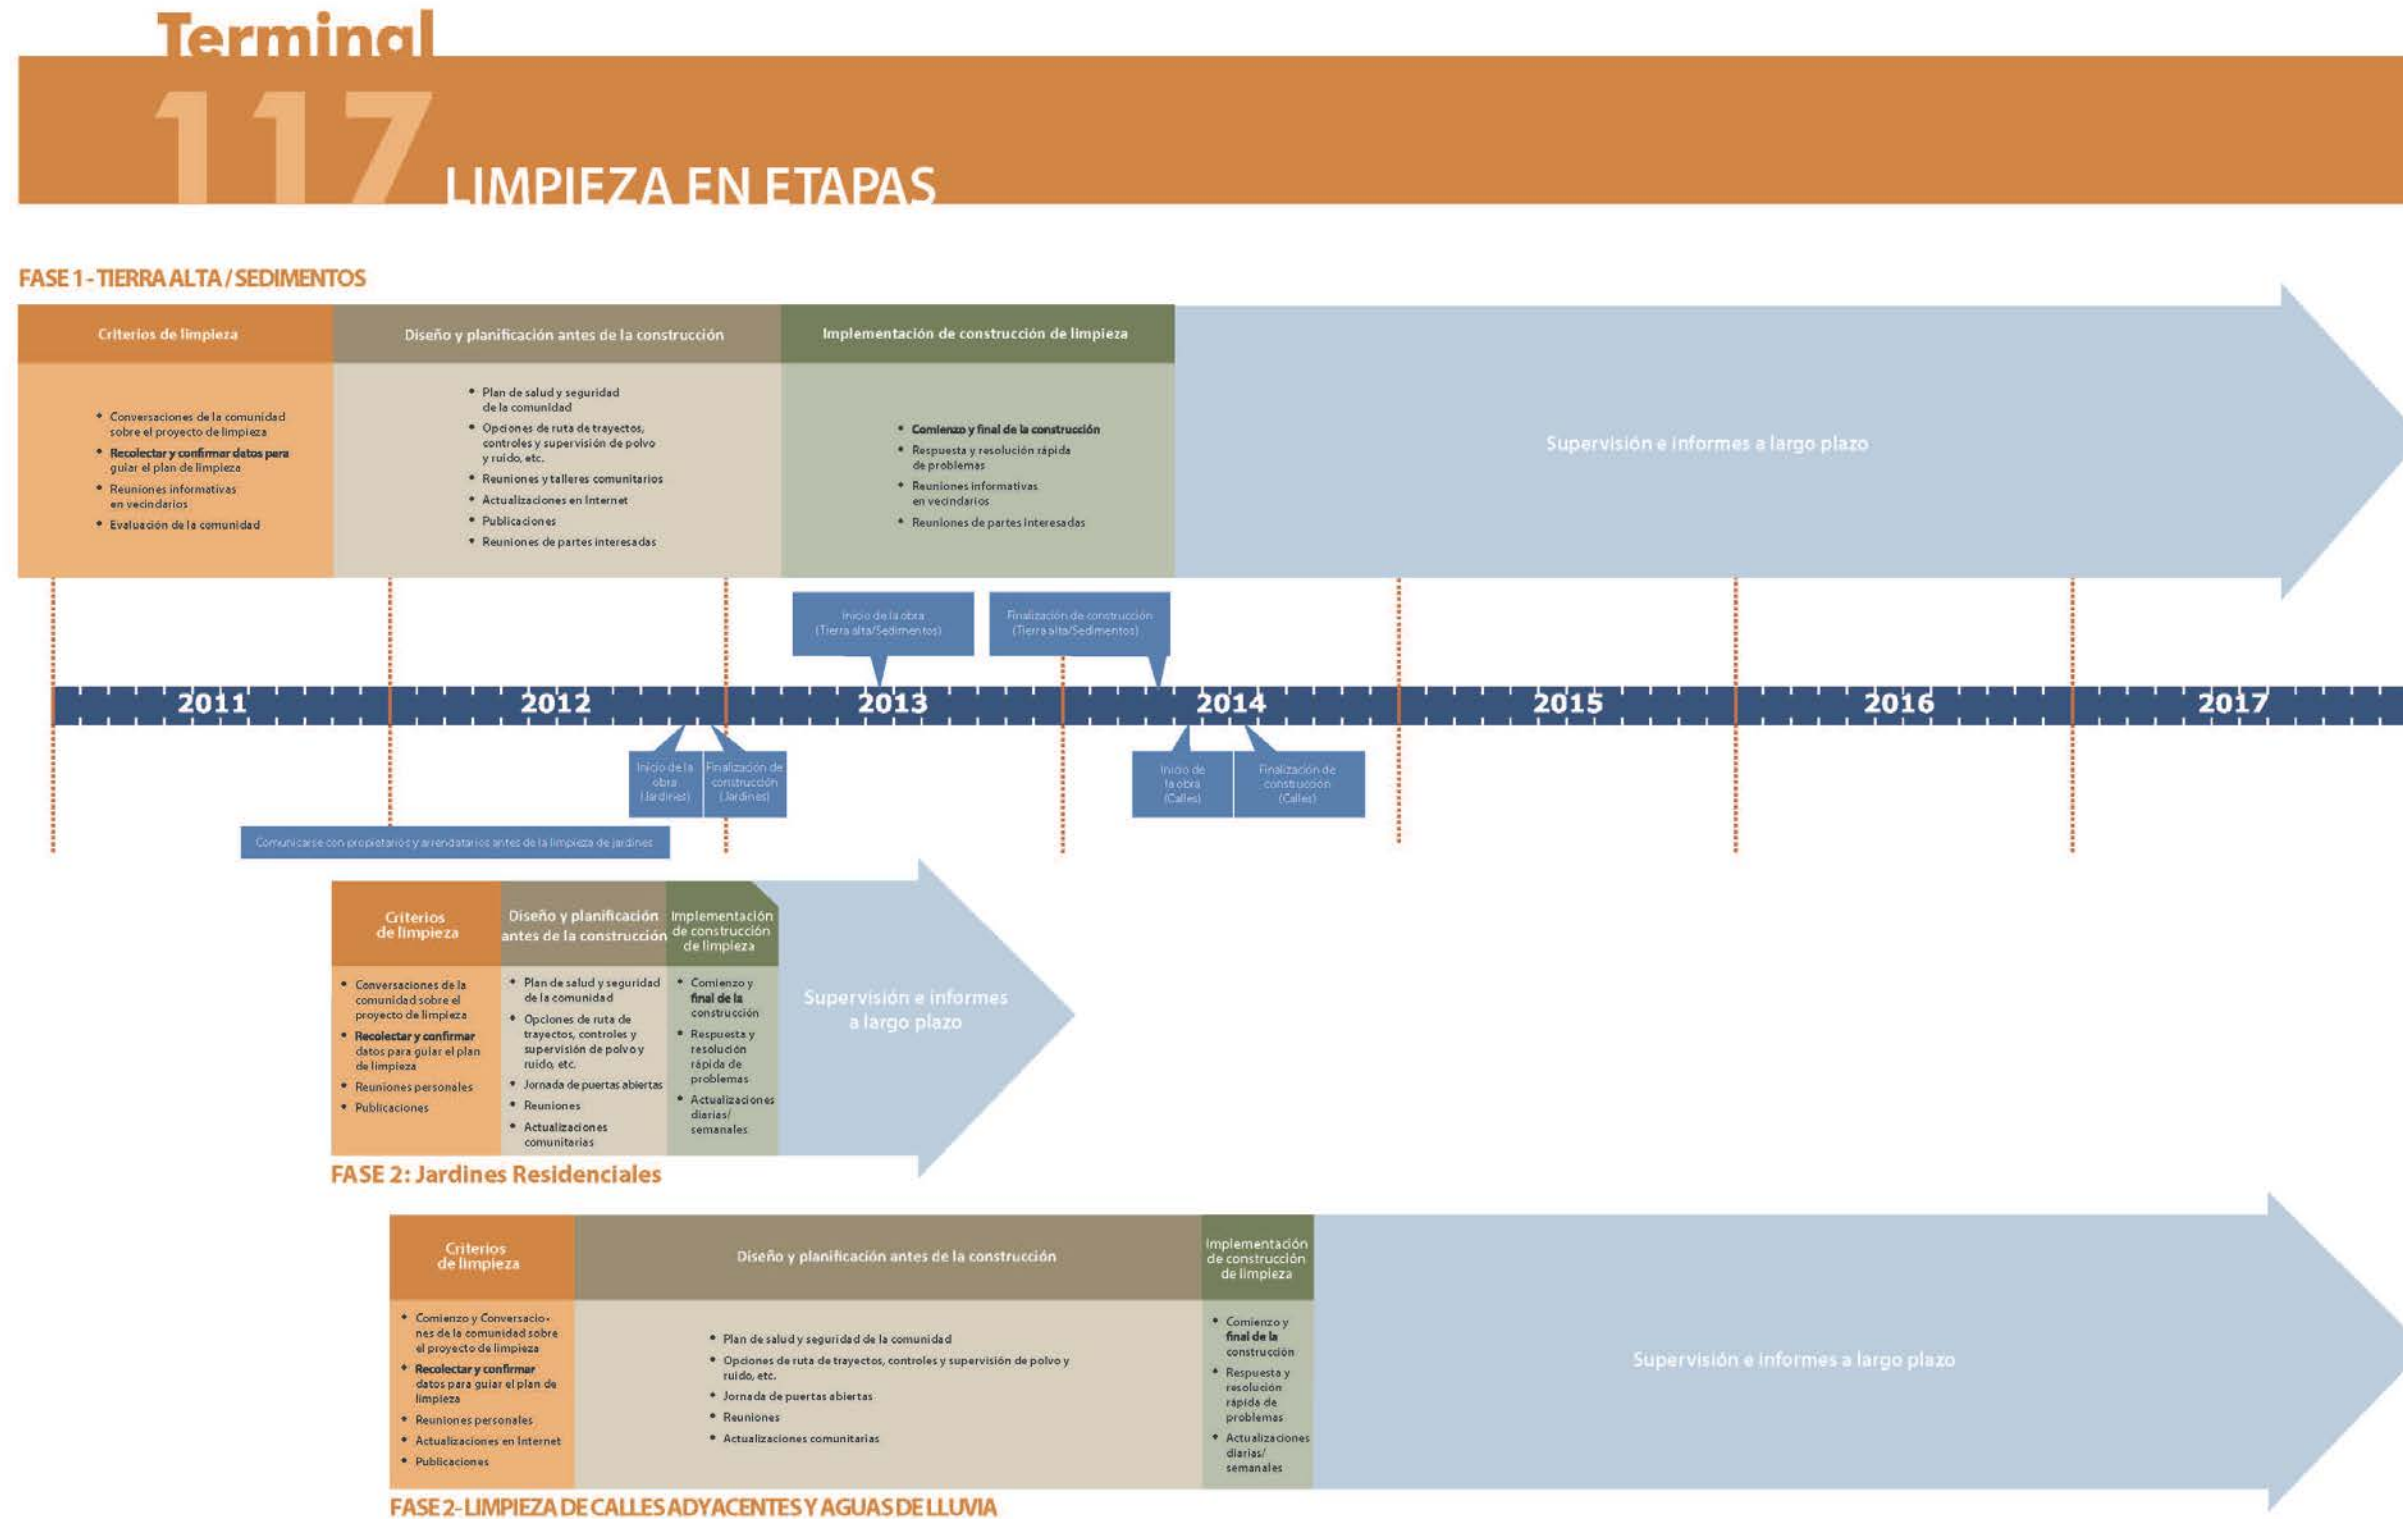 Terminal
117
LIMPIEZA EN ETAPAS
FASE 1 - TIERRA ALTA / SEDIMENTOS
Criterios de limpieza
• Conversaciones de la comunidad
sobre el proyecto de limpieza
• Recolectar y confirmar datos para
guiar el plan de limpieza
• Reuniones informativas
en vecindarios
• Evaluación de la comunidad
Diseño y planificación antes de la construcción
• Plan de salud y seguridad
de la comunidad
• Opciones de ruta de trayectos,
controles y supervisión de polvo
y ruido, etc.
• Reuniones y talleres comunitarios
• Actualizaciones en Internet
• Publicaciones
• Reuniones de partes interesadas
Implementación de construcción de limpieza
• Comienzo y final de la construcción
• Respuesta y resolución rápida
de problemas
• Reuniones informativas
en vecindarios
• Reuniones de partes interesadas
Supervisión e informes a largo plazo
Inicio de la obra
(Tierra alta/Sedimentos)
Finalización de construcción
(Tierra alta/Sedimentos)
2011
2012
2013
2014
2015
2016
2017
Inicio de la
obra
(Jardines)
Finalización de
construcción
(Jardines)
Inicio de
la obra
(Calles)
Finalización de
construcción
(Calles)
Comunicarse con propietarios y arrendatarios antes de la limpieza de jardines
Criterios
de limpieza
• Conversaciones de la
comunidad sobre el
proyecto de limpieza
• Recolectar y confirmar
datos para guiar el plan
de limpieza
• Reuniones personales
• Publicaciones
Diseño y planificación
antes de la construcción
• Plan de salud y seguridad
de la comunidad
• Opciones de ruta de
trayectos, controles y
supervisión de polvo y
ruido, etc.
• Jornada de puertas abiertas
• Reuniones
• Actualizaciones
comunitarias
Implementación
de construcción
de limpieza
• Comienzo y
final de la
construcción
• Respuesta y
resolución
rápida de
problemas
• Actualizaciones
diarias/
semanales
Supervisión e informes
a largo plazo
FASE 2: Jardines Residenciales
Criterios
de limpieza
• Comienzo y Conversacio-
nes de la comunidad sobre
el proyecto de limpieza
• Recolectar y confirmar
datos para guiar el plan de
limpieza
• Reuniones personales
• Actualizaciones en Internet
• Publicaciones
Diseño y planificación antes de la construcción
• Plan de salud y seguridad de la comunidad
• Opciones de ruta de trayectos, controles y supervisión de polvo y
ruido, etc.
• Jornada de puertas abiertas
• Reuniones
• Actualizaciones comunitarias
Implementación
de construcción
de limpieza
• Comienzo y
final de la
construcción
• Respuesta y
resolución
rápida de
problemas
• Actualizaciones
diarias/
semanales
Supervisión e informes a largo plazo
FASE 2- LIMPIEZA DE CALLES ADYACENTES Y AGUAS DE LLUVIA